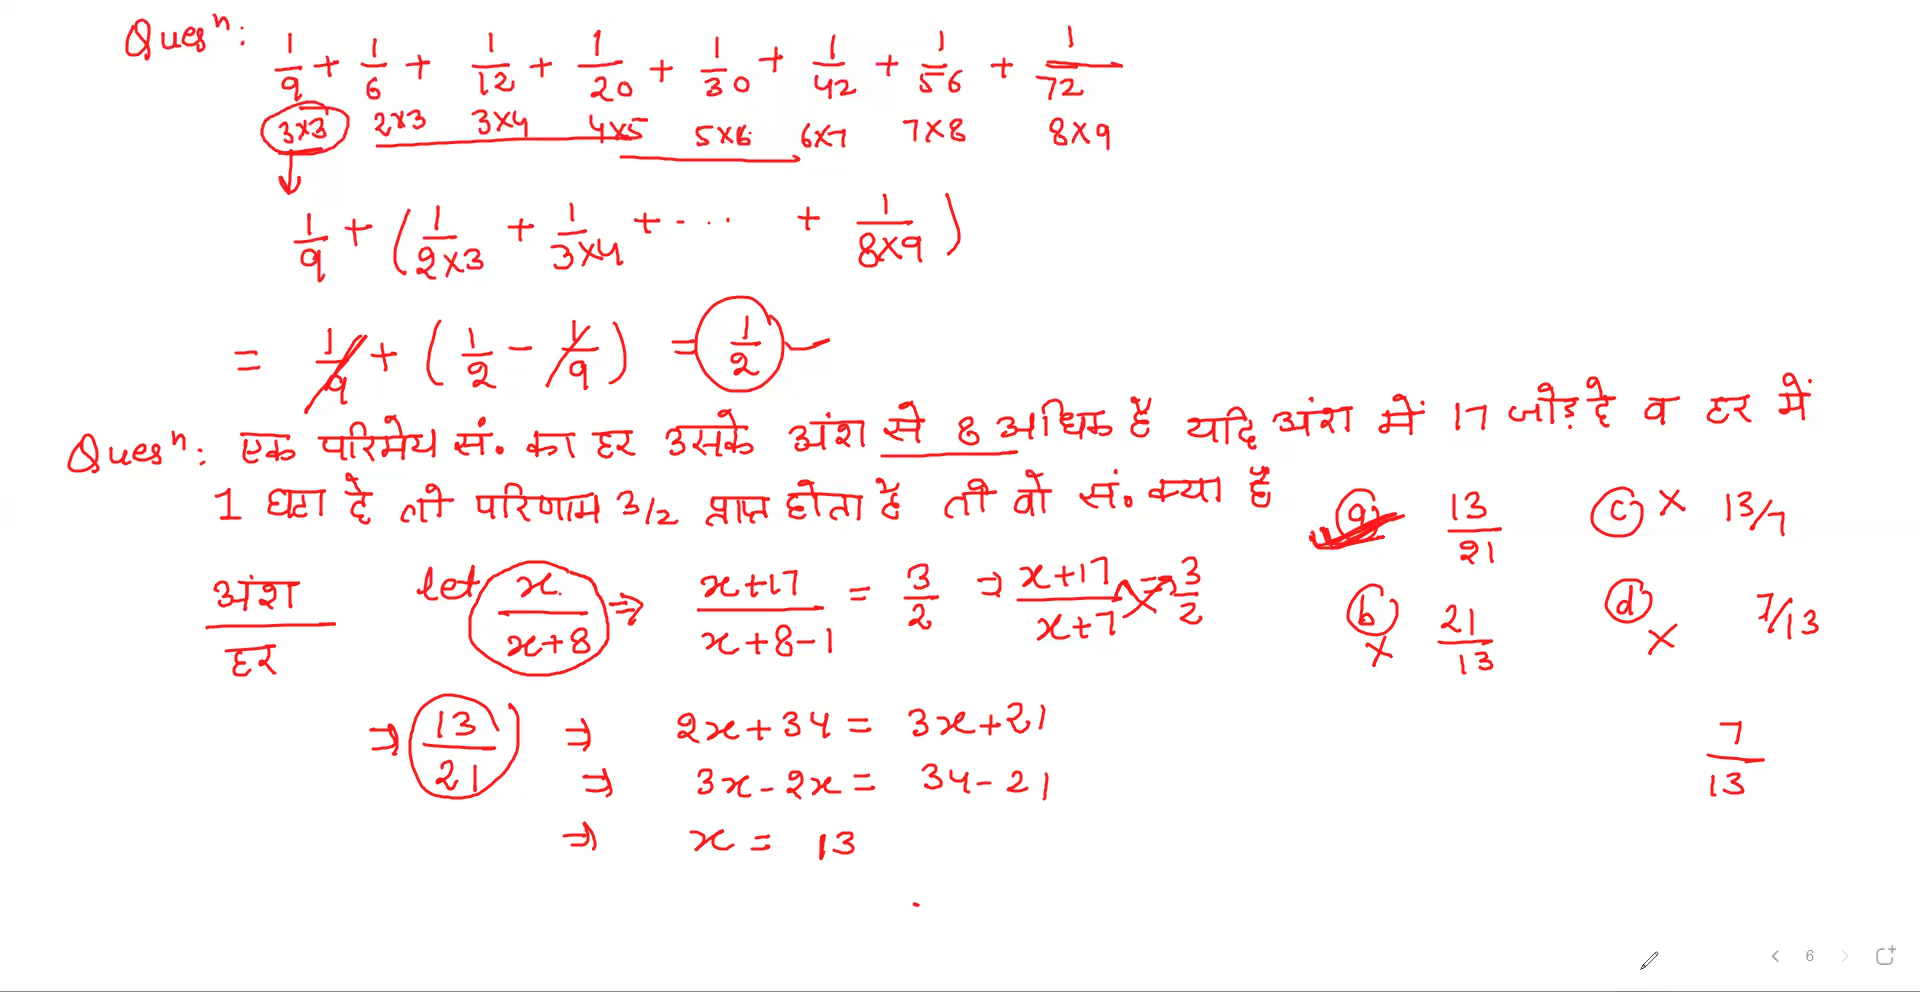 Quesⁿ: 1/9 + 1/6 + 1/12 + 1/20 + 1/30 + 1/42 + 1/56 + 1/72
3×3 2×3 3×4 4×5 5×6 6×7 7×8 8×9
1/9 + (1/2×3 + 1/3×4 + - ... + 1/8×9)
= 1/9 + (1/2 - 1/9) = 1/2
Quesⁿ: एक परिमेय सं. का हर उसके अंश से 8 अधिक है यदि अंश में 17 जोड़ दे व हर में
1 घटा दे तो परिणाम 3/2 प्राप्त होता है तो वो सं. क्या है
(a) 13/21 (c) × 13/7
(b) × 21/13 (d) × 7/13
अंश/हर let x/x+8 ⇒ x+17/x+8-1 = 3/2 ⇒ x+17/x+7 = 3/2
⇒ 13/21 ⇒ 2x+34 = 3x+21
⇒ 3x-2x = 34-21
⇒ x = 13
7/13
6